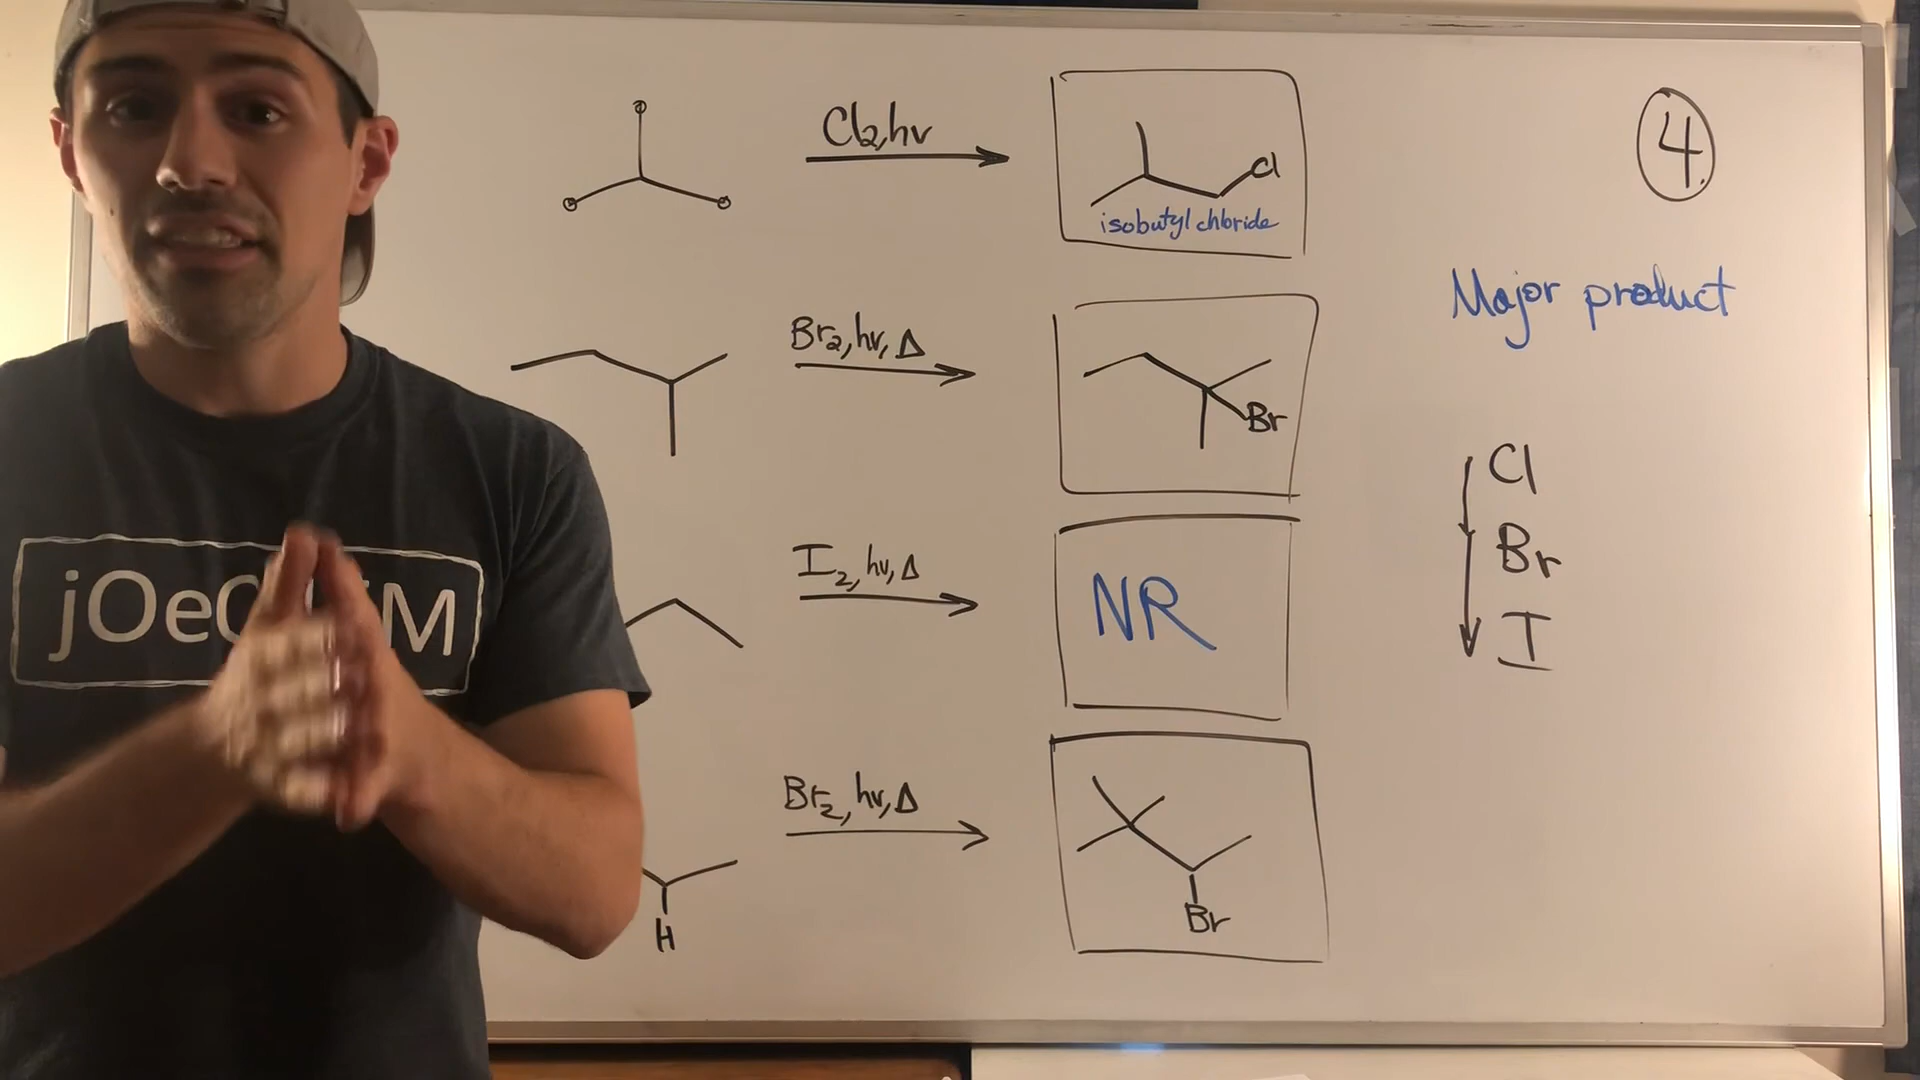 Cl₂, hν
Cl
isobutyl chloride
4.
Major product
Br₂, hν, Δ
Br
Cl
Br
I
I₂, hν, Δ
NR
Br₂, hν, Δ
H
Br